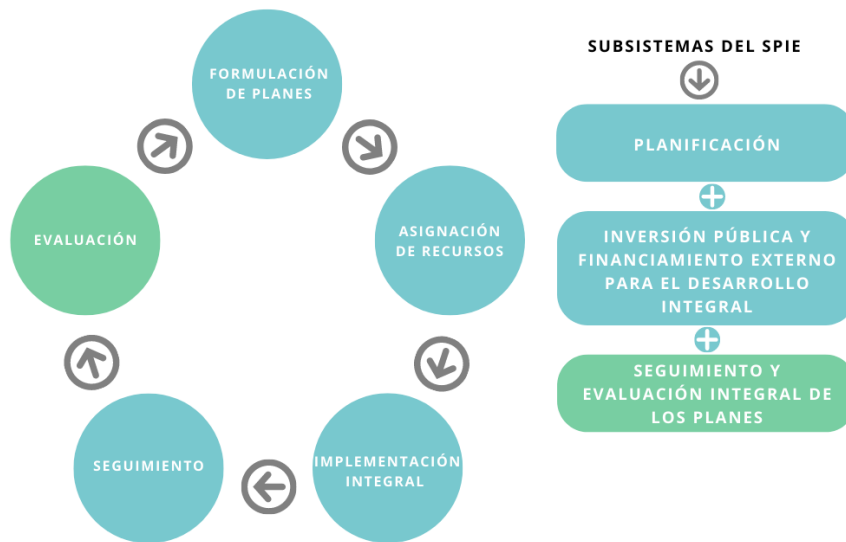 FORMULACIÓN
DE PLANES
ASIGNACIÓN
DE RECURSOS
IMPLEMENTACIÓN
INTEGRAL
SEGUIMIENTO
EVALUACIÓN
SUBSISTEMAS DEL SPIE
PLANIFICACIÓN
INVERSIÓN PÚBLICA Y
FINANCIAMIENTO EXTERNO
PARA EL DESARROLLO
INTEGRAL
SEGUIMIENTO Y
EVALUACIÓN INTEGRAL DE
LOS PLANES